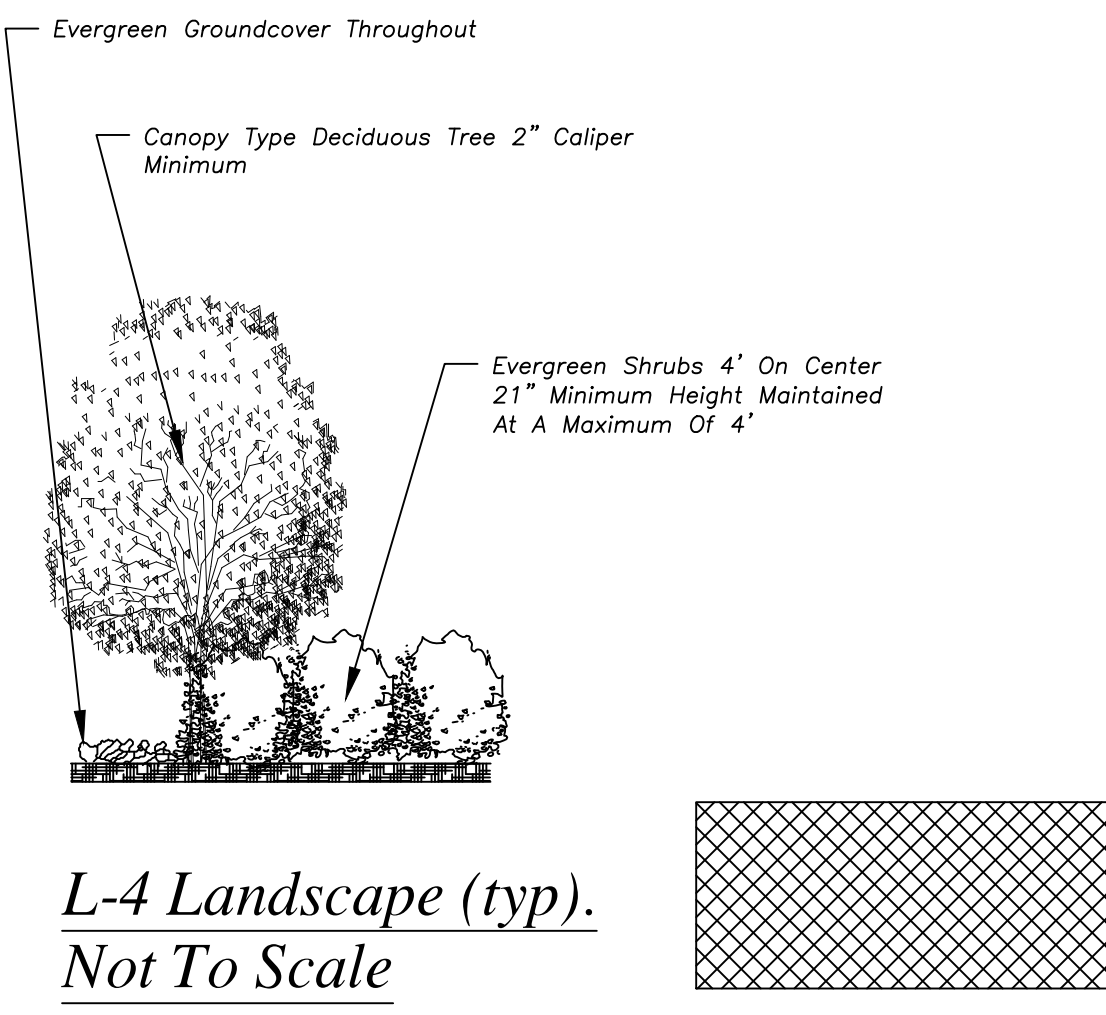 Evergreen Groundcover Throughout
Canopy Type Deciduous Tree 2" Caliper
Minimum
Evergreen Shrubs 4' On Center
21" Minimum Height Maintained
At A Maximum Of 4'
L-4 Landscape (typ).
Not To Scale